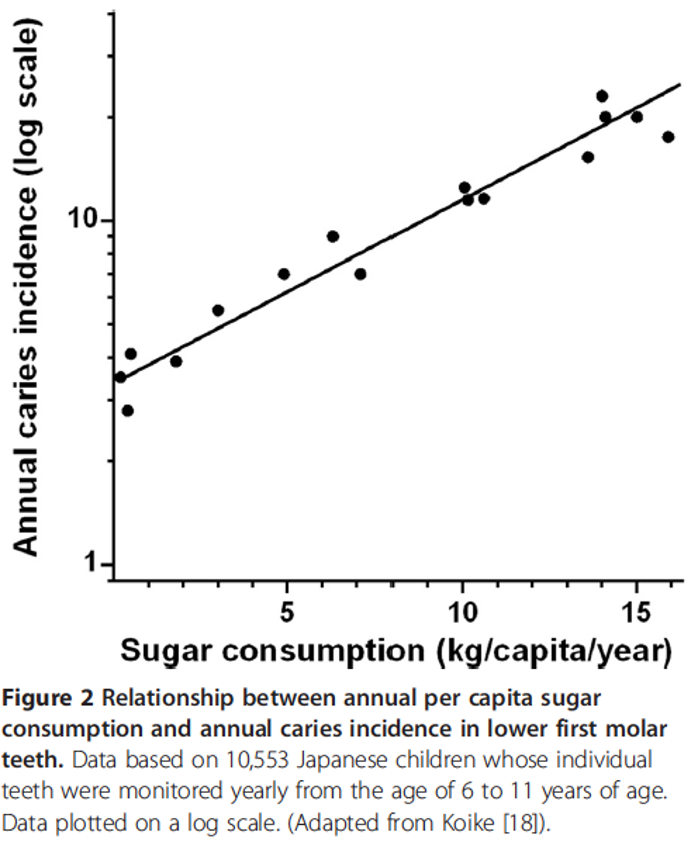 Annual caries incidence (log scale)
10
1
5 10 15
Sugar consumption (kg/capita/year)
Figure 2 Relationship between annual per capita sugar
consumption and annual caries incidence in lower first molar
teeth. Data based on 10,553 Japanese children whose individual
teeth were monitored yearly from the age of 6 to 11 years of age.
Data plotted on a log scale. (Adapted from Koike [18]).